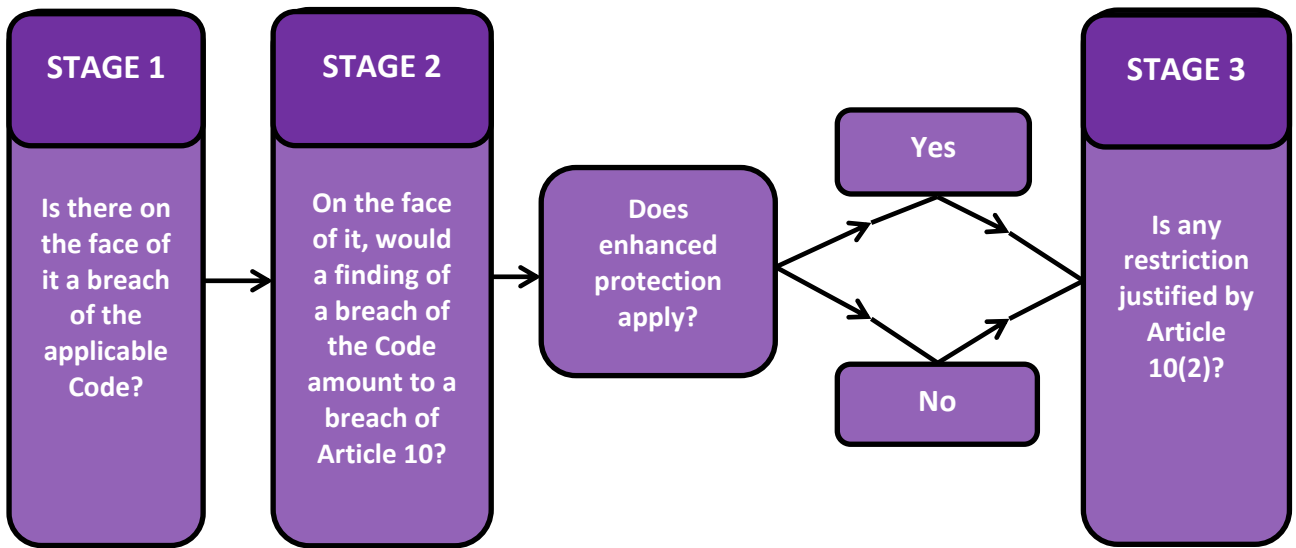 STAGE 1
Is there on
the face of
it a breach
of the
applicable
Code?
STAGE 2
On the face
of it, would
a finding of
a breach of
the Code
amount to a
breach of
Article 10?
Does
enhanced
protection
apply?
Yes
No
STAGE 3
Is any
restriction
justified by
Article
10(2)?